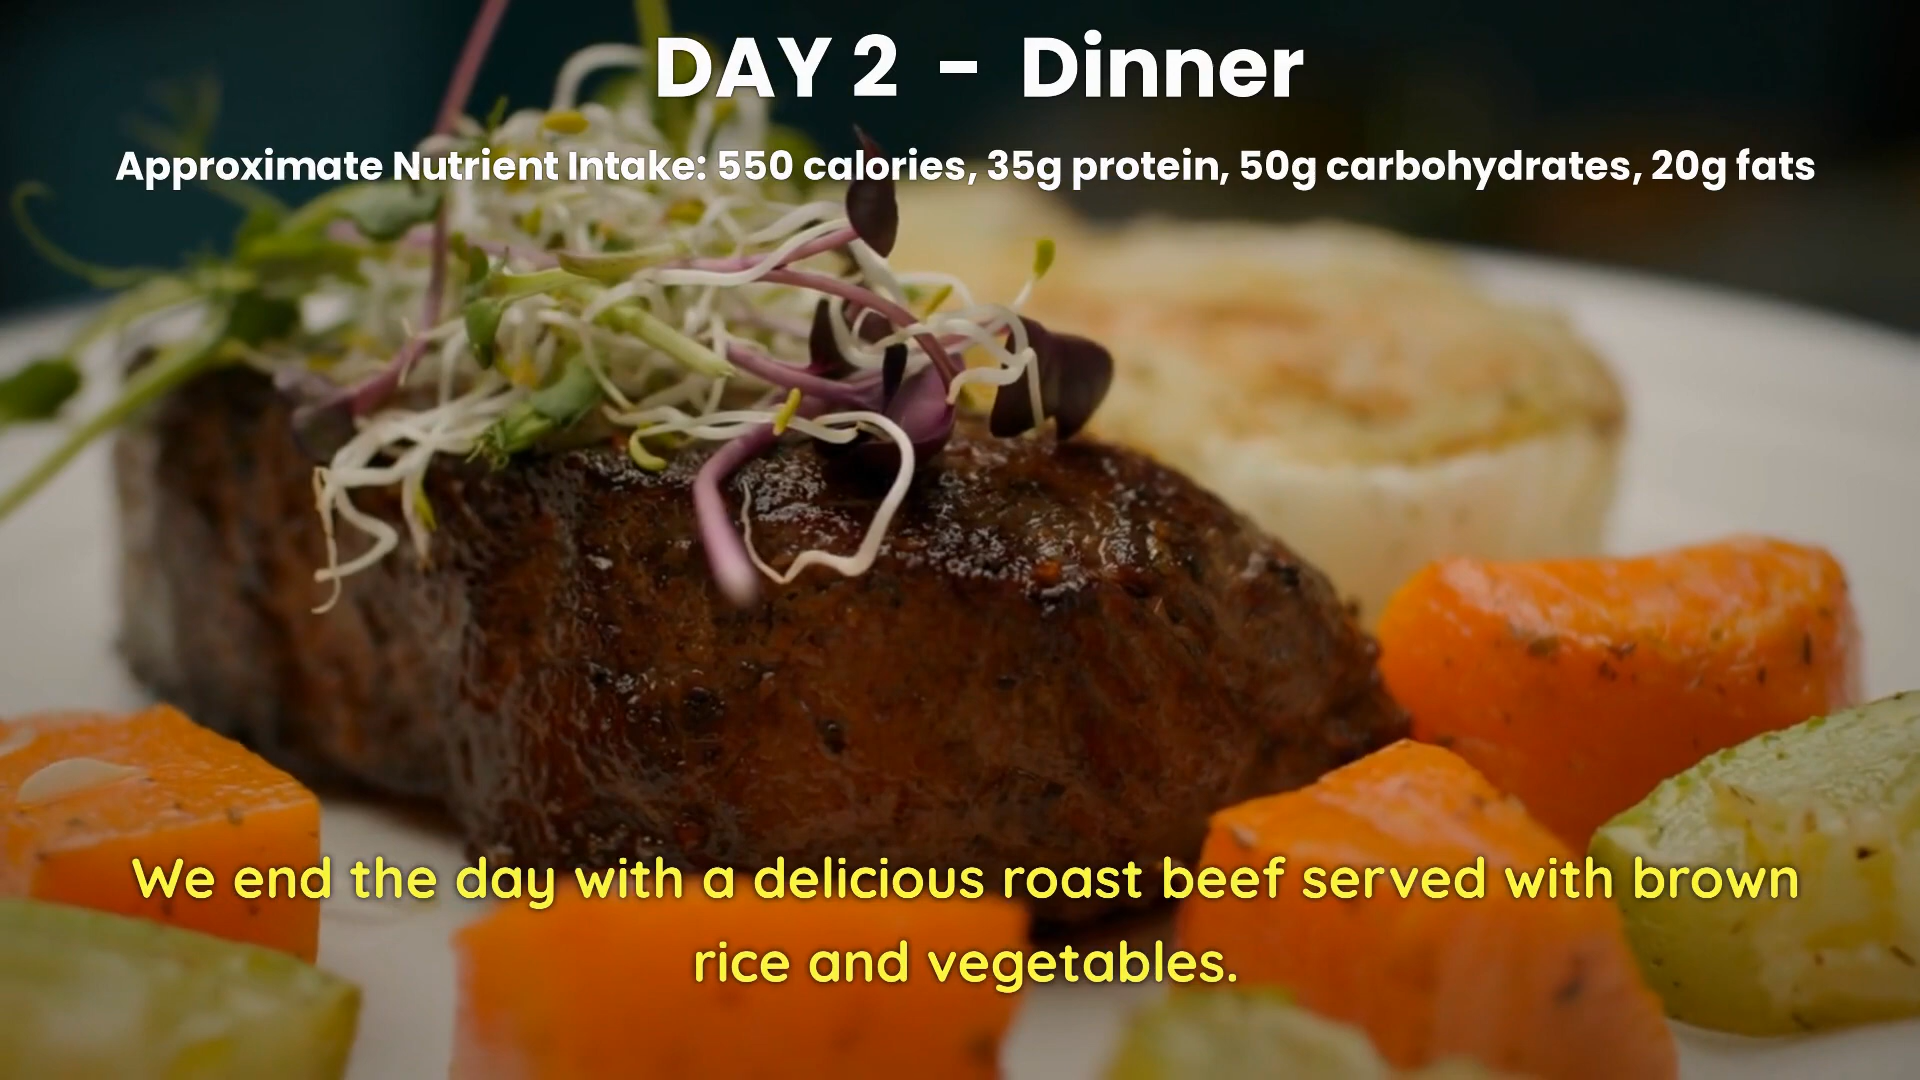 DAY 2 - Dinner
Approximate Nutrient Intake: 550 calories, 35g protein, 50g carbohydrates, 20g fats
We end the day with a delicious roast beef served with brown
rice and vegetables.